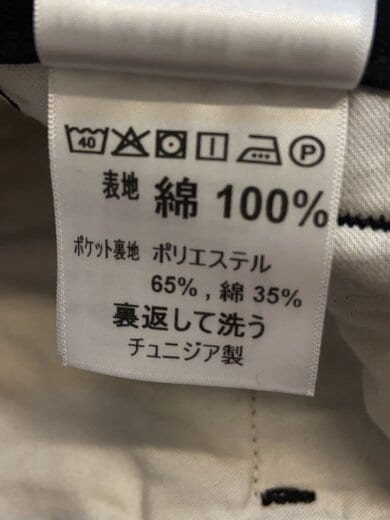 40 P
表地 綿 100%
ポケット裏地 ポリエステル
65% , 綿 35%
裏返して洗う
チュニジア製